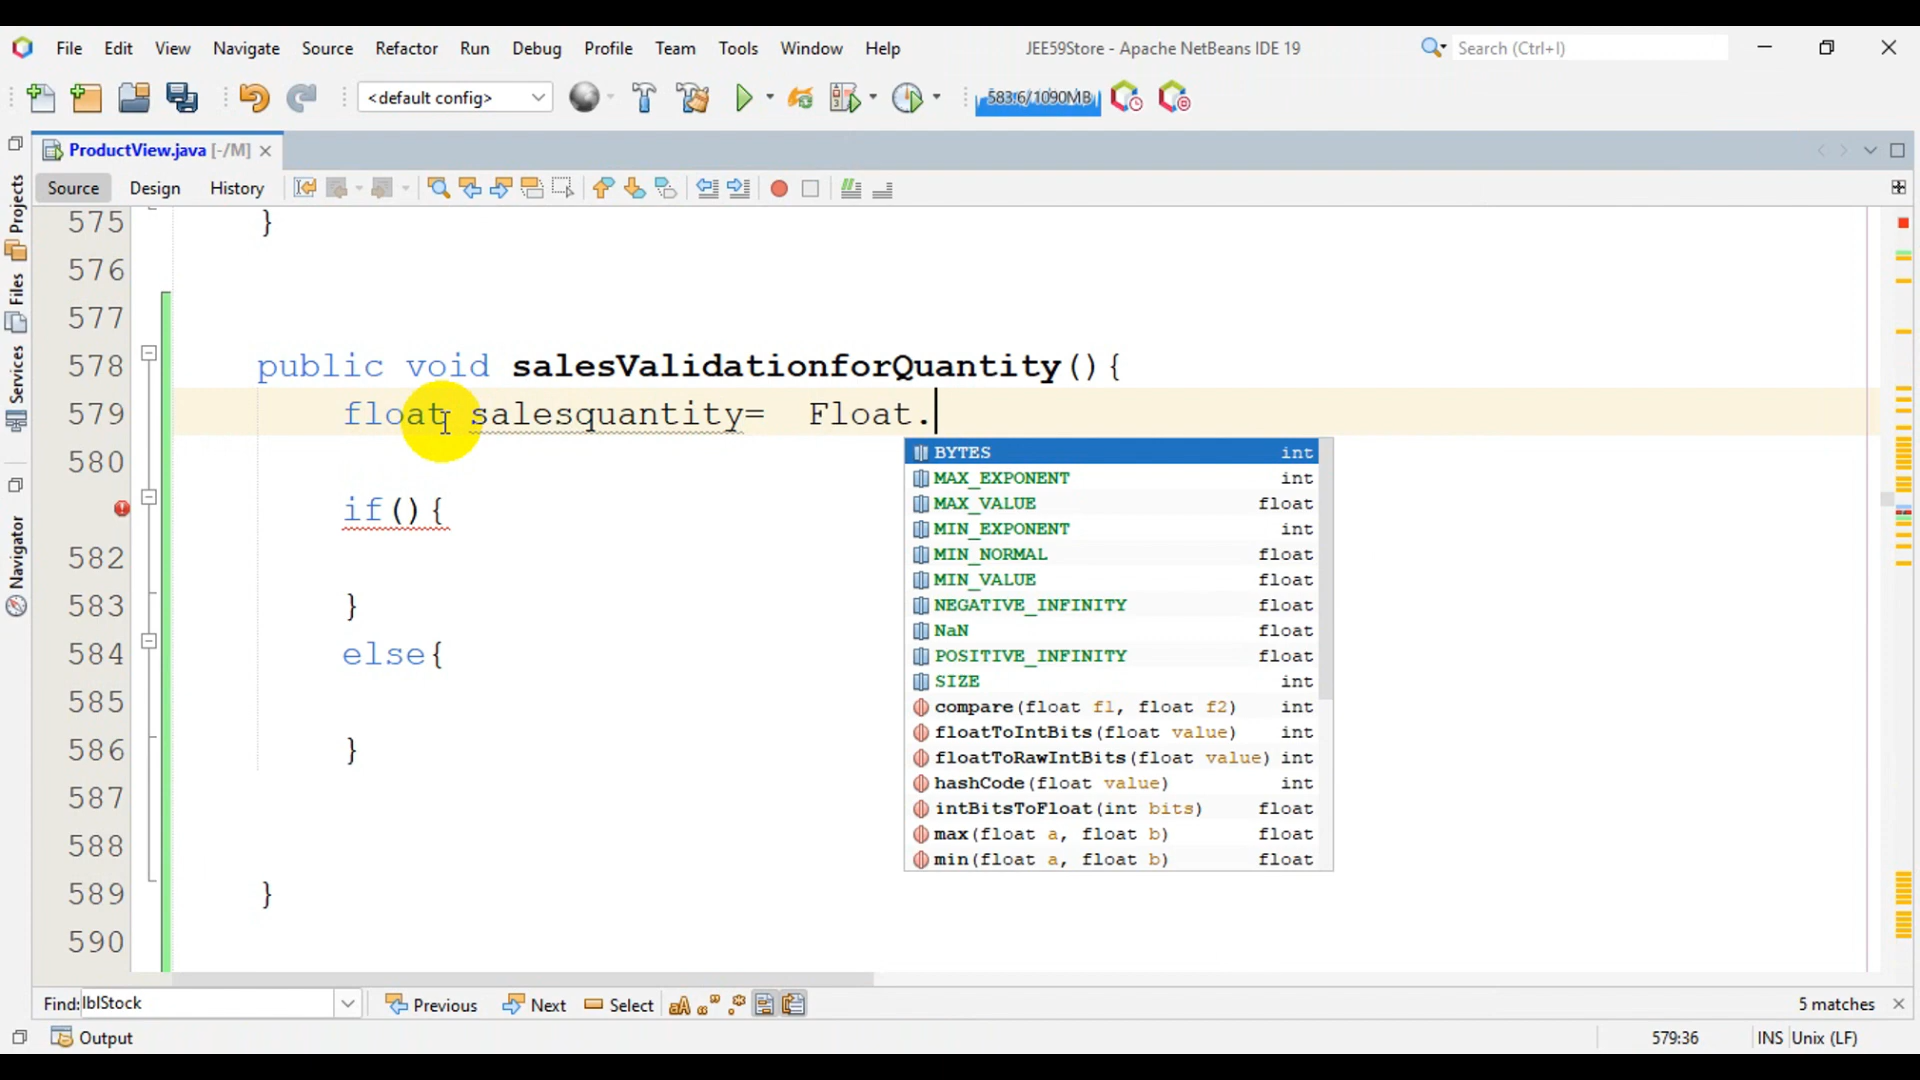 File Edit View Navigate Source Refactor Run Debug Profile Team Tools Window Help JEE59Store - Apache NetBeans IDE 19 Search (Ctrl+I)
<default config> 583.6/1090MB
ProductView.java [-/M]
Source Design History
Projects
Files
Services
Navigator
575 }
576
577
578 public void salesValidationforQuantity(){
579 float salesquantity= Float.
580
if(){
582
583 }
584 else{
585
586 }
587
588
589 }
590
BYTES int
MAX_EXPONENT int
MAX_VALUE float
MIN_EXPONENT int
MIN_NORMAL float
MIN_VALUE float
NEGATIVE_INFINITY float
NaN float
POSITIVE_INFINITY float
SIZE int
compare(float f1, float f2) int
floatToIntBits(float value) int
floatToRawIntBits(float value) int
hashCode(float value) int
intBitsToFloat(int bits) float
max(float a, float b) float
min(float a, float b) float
Find: lblStock Previous Next Select 5 matches
Output 579:36 INS Unix (LF)